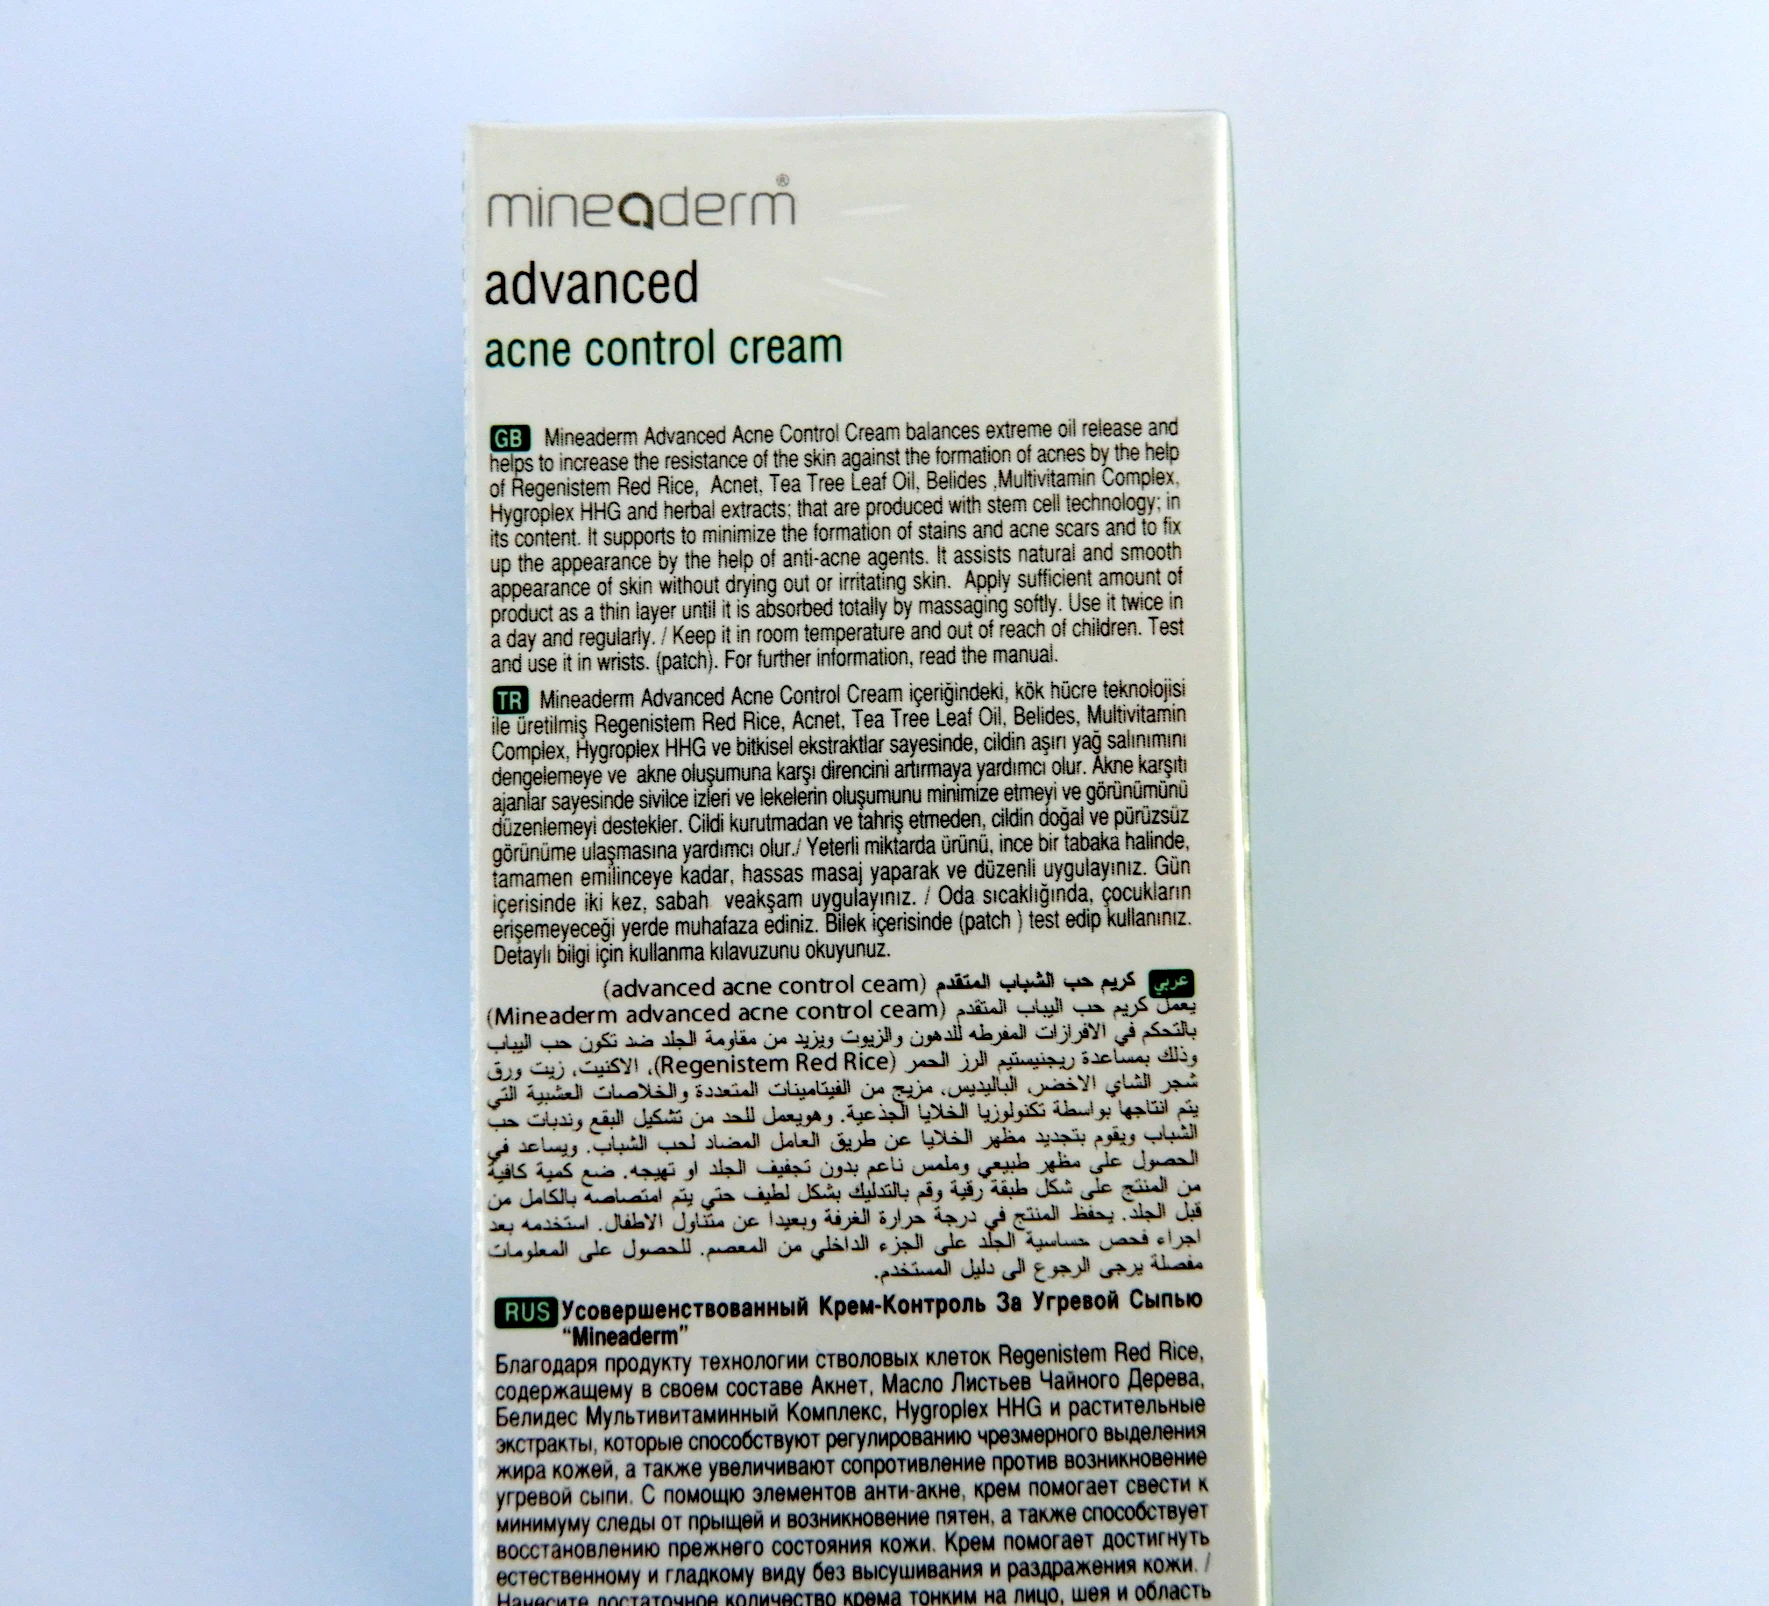 mineaderm®
advanced
acne control cream
GB Mineaderm Advanced Acne Control Cream balances extreme oil release and
helps to increase the resistance of the skin against the formation of acnes by the help
of Regenistem Red Rice, Acnet, Tea Tree Leaf Oil, Belides ,Multivitamin Complex,
Hygroplex HHG and herbal extracts; that are produced with stem cell technology; in
its content. It supports to minimize the formation of stains and acne scars and to fix
up the appearance by the help of anti-acne agents. It assists natural and smooth
appearance of skin without drying out or irritating skin. Apply sufficient amount of
product as a thin layer until it is absorbed totally by massaging softly. Use it twice in
a day and regularly. / Keep it in room temperature and out of reach of children. Test
and use it in wrists. (patch). For further information, read the manual.
TR Mineaderm Advanced Acne Control Cream içeriğindeki, kök hücre teknolojisi
ile üretilmiş Regenistem Red Rice, Acnet, Tea Tree Leaf Oil, Belides, Multivitamin
Complex, Hygroplex HHG ve bitkisel ekstraktlar sayesinde, cildin aşırı yağ salınımını
dengelemeye ve akne oluşumuna karşı direncini artırmaya yardımcı olur. Akne karşıtı
ajanlar sayesinde sivilce izleri ve lekelerin oluşumunu minimize etmeyi ve görünümünü
düzenlemeyi destekler. Cildi kurutmadan ve tahriş etmeden, cildin doğal ve pürüzsüz
görünüme ulaşmasına yardımcı olur./ Yeterli miktarda ürünü, ince bir tabaka halinde,
tamamen emilinceye kadar, hassas masaj yaparak ve düzenli uygulayınız. Gün
içerisinde iki kez, sabah veakşam uygulayınız. / Oda sıcaklığında, çocukların
erişemeyeceği yerde muhafaza ediniz. Bilek içerisinde (patch ) test edip kullanınız.
Detaylı bilgi için kullanma kılavuzunu okuyunuz.
عربي كريم حب الشباب المتقدم (advanced acne control ceam)
يعمل كريم حب اليباب المتقدم (Mineaderm advanced acne control ceam)
بالتحكم في الافرازات المفرطه للدهون والزيوت ويزيد من مقاومة الجلد ضد تكون حب اليباب
وذلك بمساعدة ريجنيستيم الرز الحمر (Regenistem Red Rice)، الاكنيت، زيت ورق
شجر الشاي الاخضر، الباليديس، مزيج من الفيتامينات المتعددة والخلاصات العشبية التي
يتم انتاجها بواسطة تكنولوزيا الخلايا الجذعية. وهويعمل للحد من تشكيل البقع وندبات حب
الشباب ويقوم بتجديد مظهر الخلايا عن طريق العامل المضاد لحب الشباب. ويساعد في
الحصول على مظهر طبيعي وملمس ناعم بدون تجفيف الجلد او تهيجه. ضع كمية كافية
من المنتج على شكل طبقة رقية وقم بالتدليك بشكل لطيف حتي يتم امتصاصه بالكامل من
قبل الجلد. يحفظ المنتج في درجة حرارة الغرفة وبعيدا عن متناول الاطفال. استخدمه بعد
اجراء فحص حساسية الجلد على الجزء الداخلي من المعصم. للحصول على المعلومات
مفصلة يرجى الرجوع الى دليل المستخدم.
RUS Усовершенствованный Крем-Контроль За Угревой Сыпью
“Mineaderm”
Благодаря продукту технологии стволовых клеток Regenistem Red Rice,
содержащему в своем составе Акнет, Масло Листьев Чайного Дерева,
Белидес Мультивитаминный Комплекс, Hygroplex HHG и растительные
экстракты, которые способствуют регулированию чрезмерного выделения
жира кожей, а также увеличивают сопротивление против возникновение
угревой сыпи. С помощю элементов анти-акне, крем помогает свести к
минимуму следы от прыщей и возникновение пятен, а также способствует
восстановлению прежнего состояния кожи. Крем помогает достигнуть
естественному и гладкому виду без высушивания и раздражения кожи. /
Нанесите достаточное количество крема тонким на лицо, шея и область